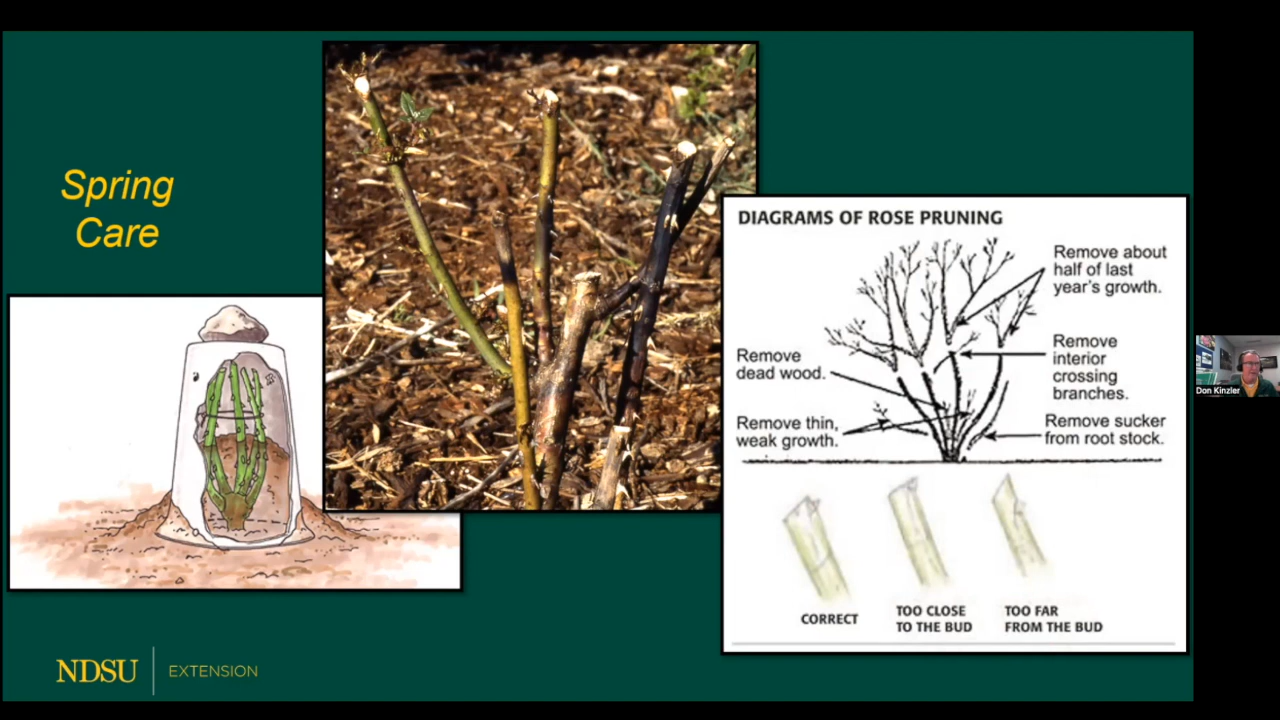 Spring
Care
DIAGRAMS OF ROSE PRUNING
Remove about
half of last
year's growth.
Remove
interior
crossing
branches.
Remove
dead wood.
Remove thin,
weak growth.
Remove sucker
from root stock.
CORRECT
TOO CLOSE
TO THE BUD
TOO FAR
FROM THE BUD
NDSU
EXTENSION
Don Kinzler